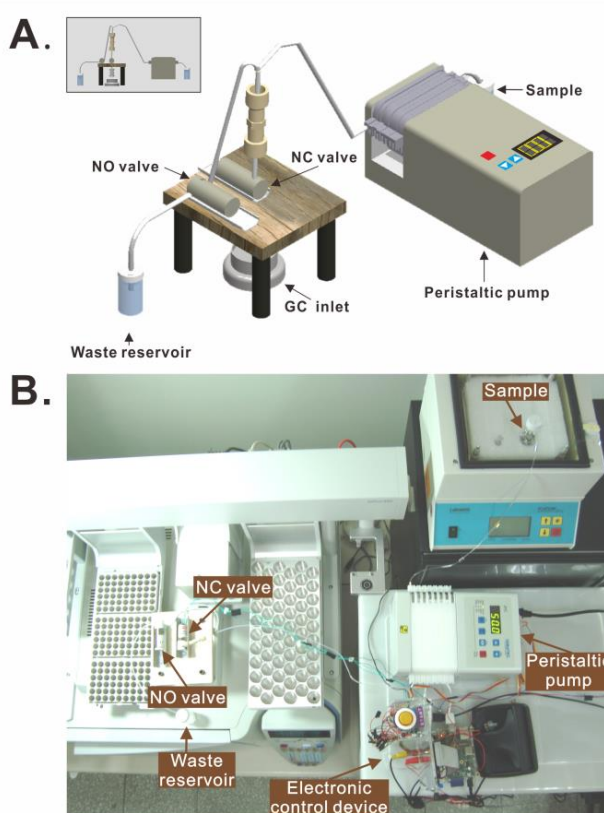 A.
Sample
NO valve
NC valve
Peristaltic pump
GC inlet
Waste reservoir
B.
Sample
NC valve
500
NO valve
Peristaltic
pump
Waste
reservoir
Electronic
control device